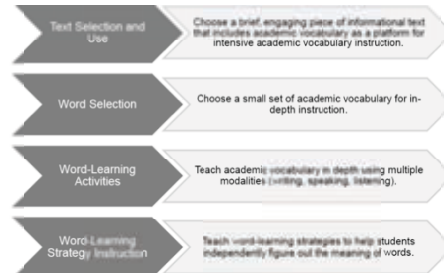 Text Selection and
Use
Choose a brief, engaging piece of informational text
that includes academic vocabulary as a platform for
intensive academic vocabulary instruction.
Word Selection
Choose a small set of academic vocabulary for in-
depth instruction.
Word-Learning
Activities
Teach academic vocabulary in depth using multiple
modalities (writing, speaking, listening).
Word-Learning
Strategy Instruction
Teach word-learning strategies to help students
independently figure out the meaning of words.